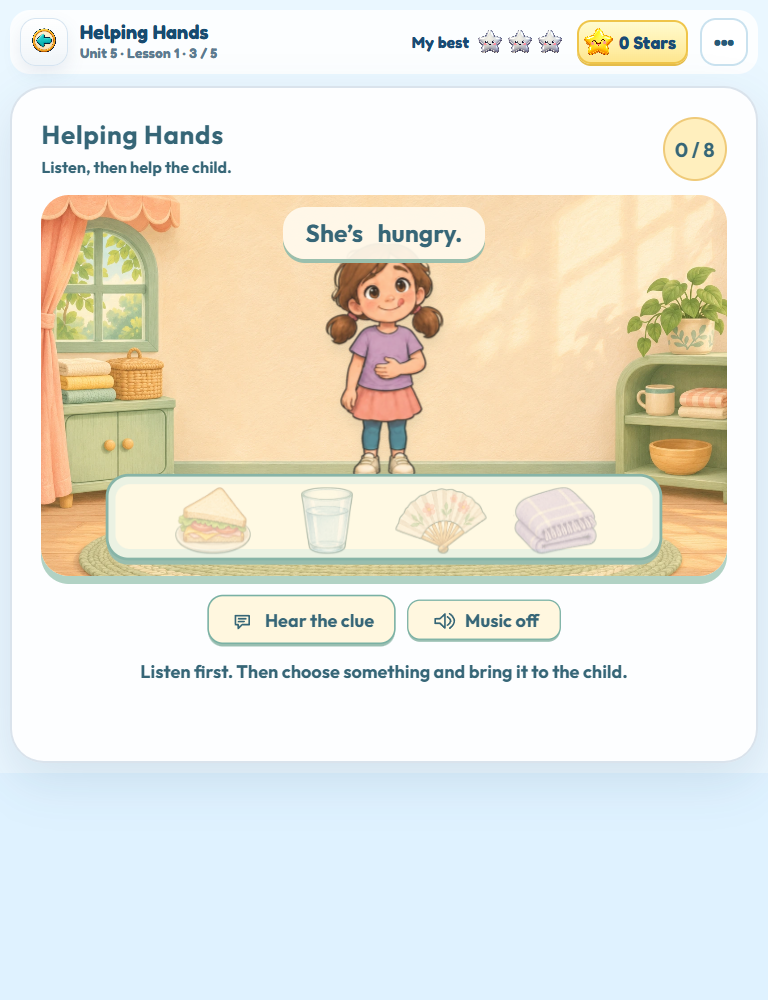 Helping Hands
Unit 5 · Lesson 1 · 3 / 5
My best
0 Stars
Helping Hands
Listen, then help the child.
0 / 8
She's hungry.
Hear the clue
Music off
Listen first. Then choose something and bring it to the child.